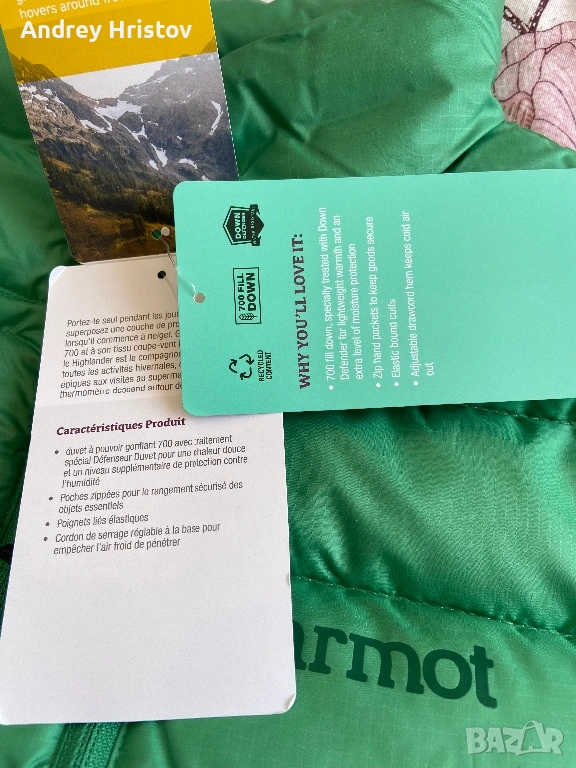 hovers around fr
Andrey Hristov
DOWN
DEFENDER
700 FILL
DOWN
RECYCLED
CONTENT
WHY YOU'LL LOVE IT:
• 700 fill down, specially treated with Down
Defender for lightweight warmth and an
extra level of moisture protection
• Zip hand pockets to keep goods secure
• Elastic bound cuffs
• Adjustable drawcord hem keeps cold air
out
Portez-le seul pendant les jou
superposez une couche de pro
lorsqu'il commence à neiger. G
700 et à son tissu coupe-vent
le Highlander est le compagno
toutes les activités hivernales,
épiques aux visites au superma
thermomètre descend autour de
Caractéristiques Produit
• duvet à pouvoir gonflant 700 avec traitement
spécial Défenseur Duvet pour une chaleur douce
et un niveau supplémentaire de protection contre
l'humidité
• Poches zippées pour le rangement sécurisé des
objets essentiels
• Poignets liés élastiques
• Cordon de serrage réglable à la base pour
empêcher l'air froid de pénétrer
armot
BAZAR